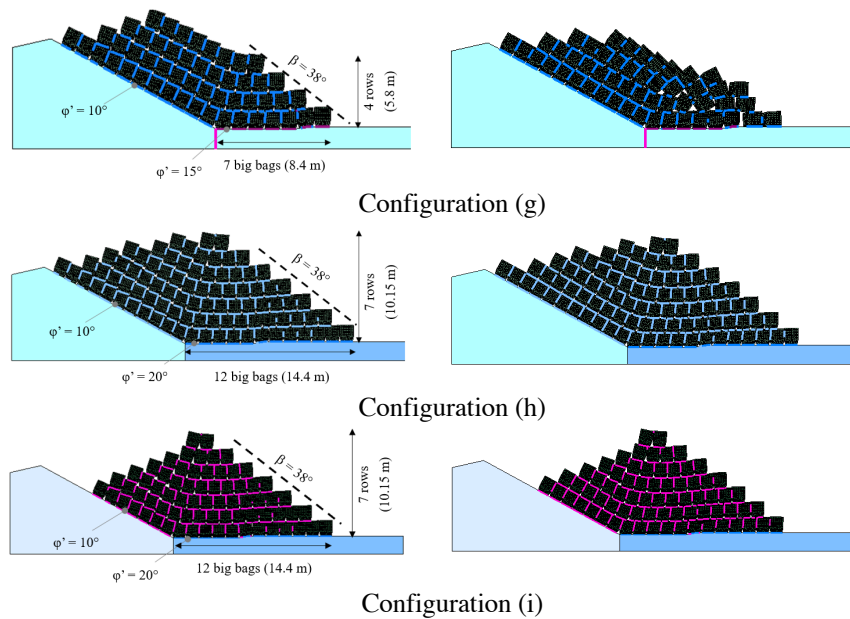 β = 38°
4 rows
(5.8 m)
φ' = 10°
φ' = 15°
7 big bags (8.4 m)
Configuration (g)
β = 38°
7 rows
(10.15 m)
φ' = 10°
φ' = 20°
12 big bags (14.4 m)
Configuration (h)
β = 38°
7 rows
(10.15 m)
φ' = 10°
φ' = 20°
12 big bags (14.4 m)
Configuration (i)